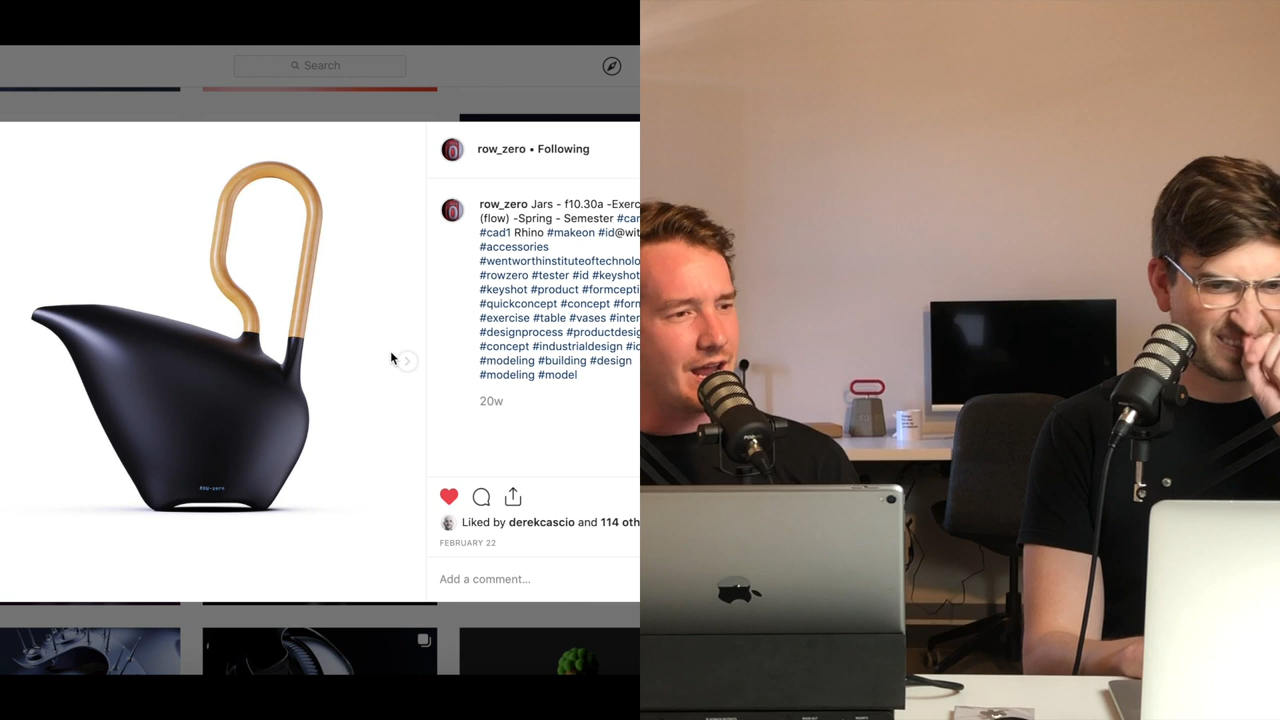 Search
row_zero • Following
row_zero Jars - f10.30a -Exerc
(flow) -Spring - Semester #car
#cad1 Rhino #makeon #id@wit
#accessories
#wentworthinstituteoftechnolo
#rowzero #tester #id #keyshot
#keyshot #product #formcepti
#quickconcept #concept #form
#exercise #table #vases #inter
#designprocess #productdesig
#concept #industrialdesign #id
#modeling #building #design
#modeling #model
20w
ROW-zero
Liked by derekcascio and 114 oth
FEBRUARY 22
Add a comment...